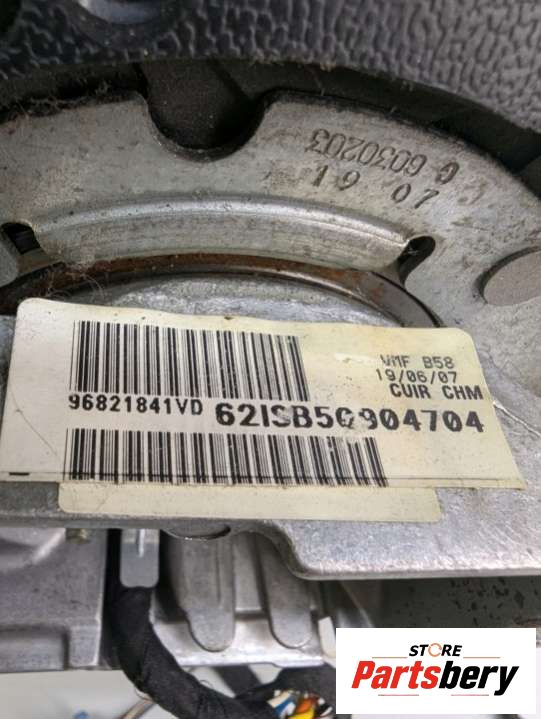 G 6030203
19 07
VMF B58
19/06/07
CUIR CHM
96821841VD 62ISB5G904704
STORE
Partsbery